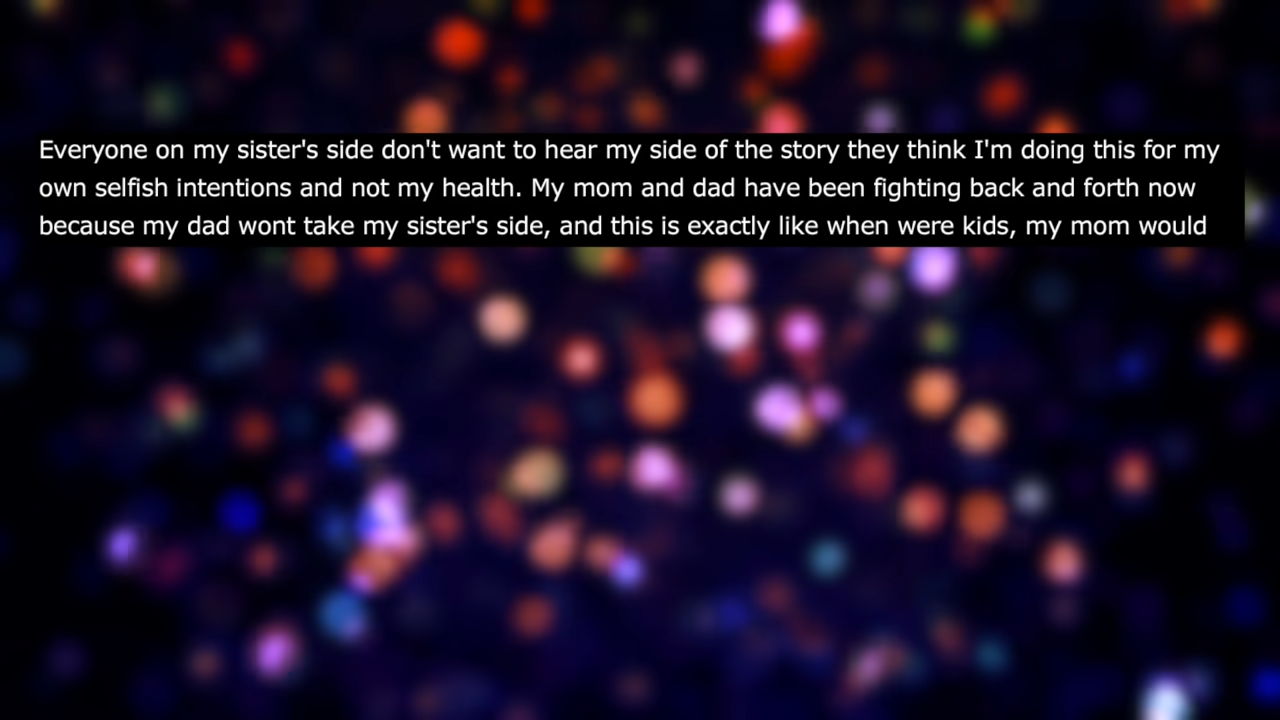 Everyone on my sister's side don't want to hear my side of the story they think I'm doing this for my
own selfish intentions and not my health. My mom and dad have been fighting back and forth now
because my dad wont take my sister's side, and this is exactly like when were kids, my mom would